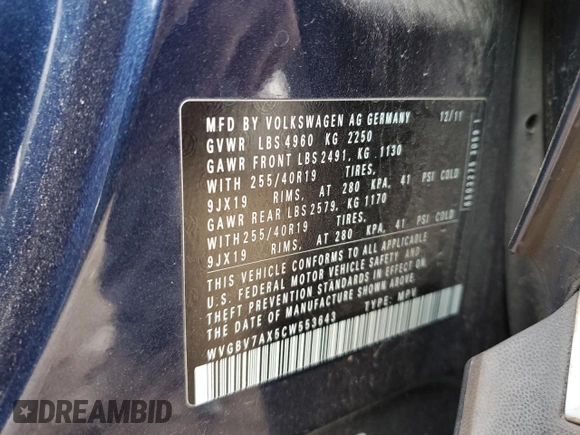 MFD BY VOLKSWAGEN AG GERMANY 12/11
GVWR LBS 4960 KG 2250
GAWR FRONT LBS 2491, KG 1130
WITH 255/40R19 TIRES,
9JX19 RIMS, AT 280 KPA, 41 PSI COLD
GAWR REAR LBS 2579, KG 1170
WITH 255/40R19 TIRES,
9JX19 RIMS, AT 280 KPA, 41 PSI COLD
THIS VEHICLE CONFORMS TO ALL APPLICABLE
U.S. FEDERAL MOTOR VEHICLE SAFETY AND
THEFT PREVENTION STANDARDS IN EFFECT ON
THE DATE OF MANUFACTURE SHOWN ABOVE.
WVGBV7AX6CW553643 TYPE: MPV
DREAMBID